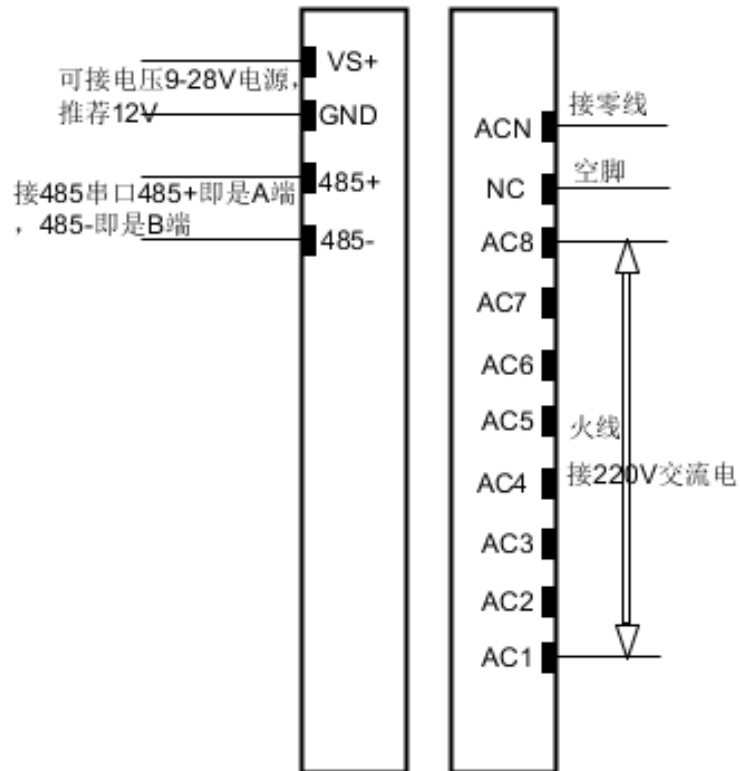 VS+
可接电压9-28V电源，
推荐12V
GND
485+
接485串口485+即是A端
，485-即是B端
485-
接零线
ACN
空脚
NC
AC8
AC7
AC6
AC5
火线
接220V交流电
AC4
AC3
AC2
AC1